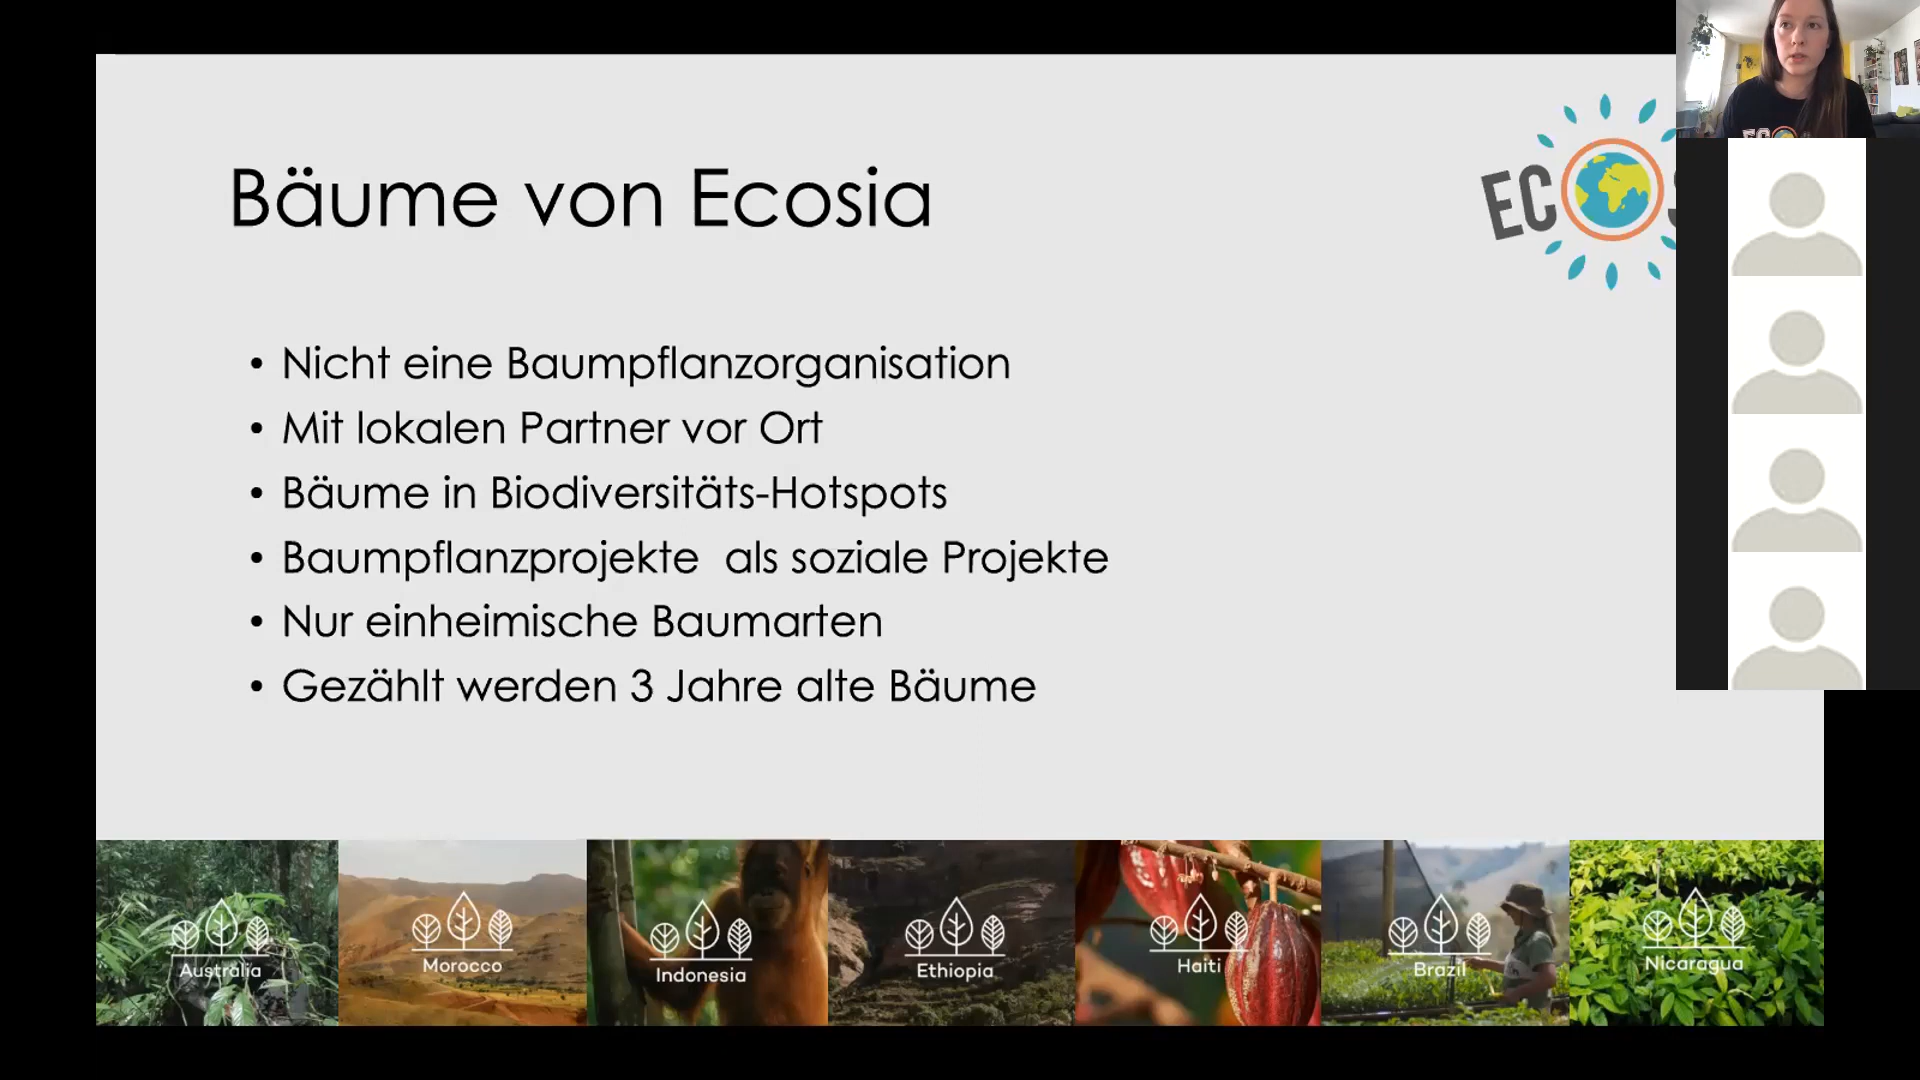 Bäume von Ecosia
ECOS
• Nicht eine Baumpflanzorganisation
• Mit lokalen Partner vor Ort
• Bäume in Biodiversitäts-Hotspots
• Baumpflanzprojekte  als soziale Projekte
• Nur einheimische Baumarten
• Gezählt werden 3 Jahre alte Bäume
Australia
Morocco
Indonesia
Ethiopia
Haiti
Brazil
Nicaragua